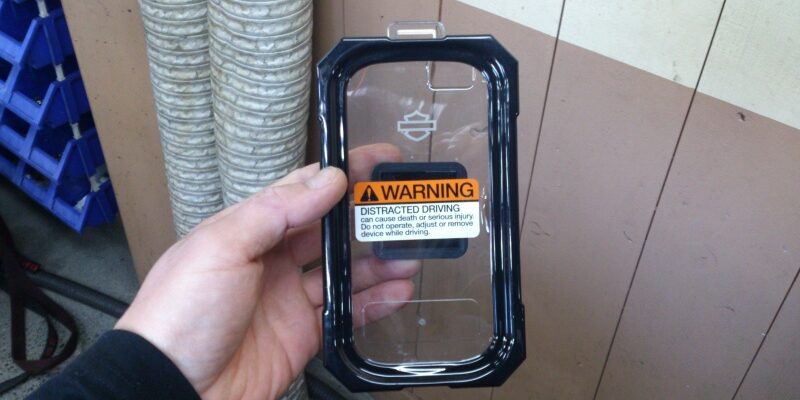 WARNING
DISTRACTED DRIVING
can cause death or serious injury.
Do not operate, adjust or remove
device while driving.